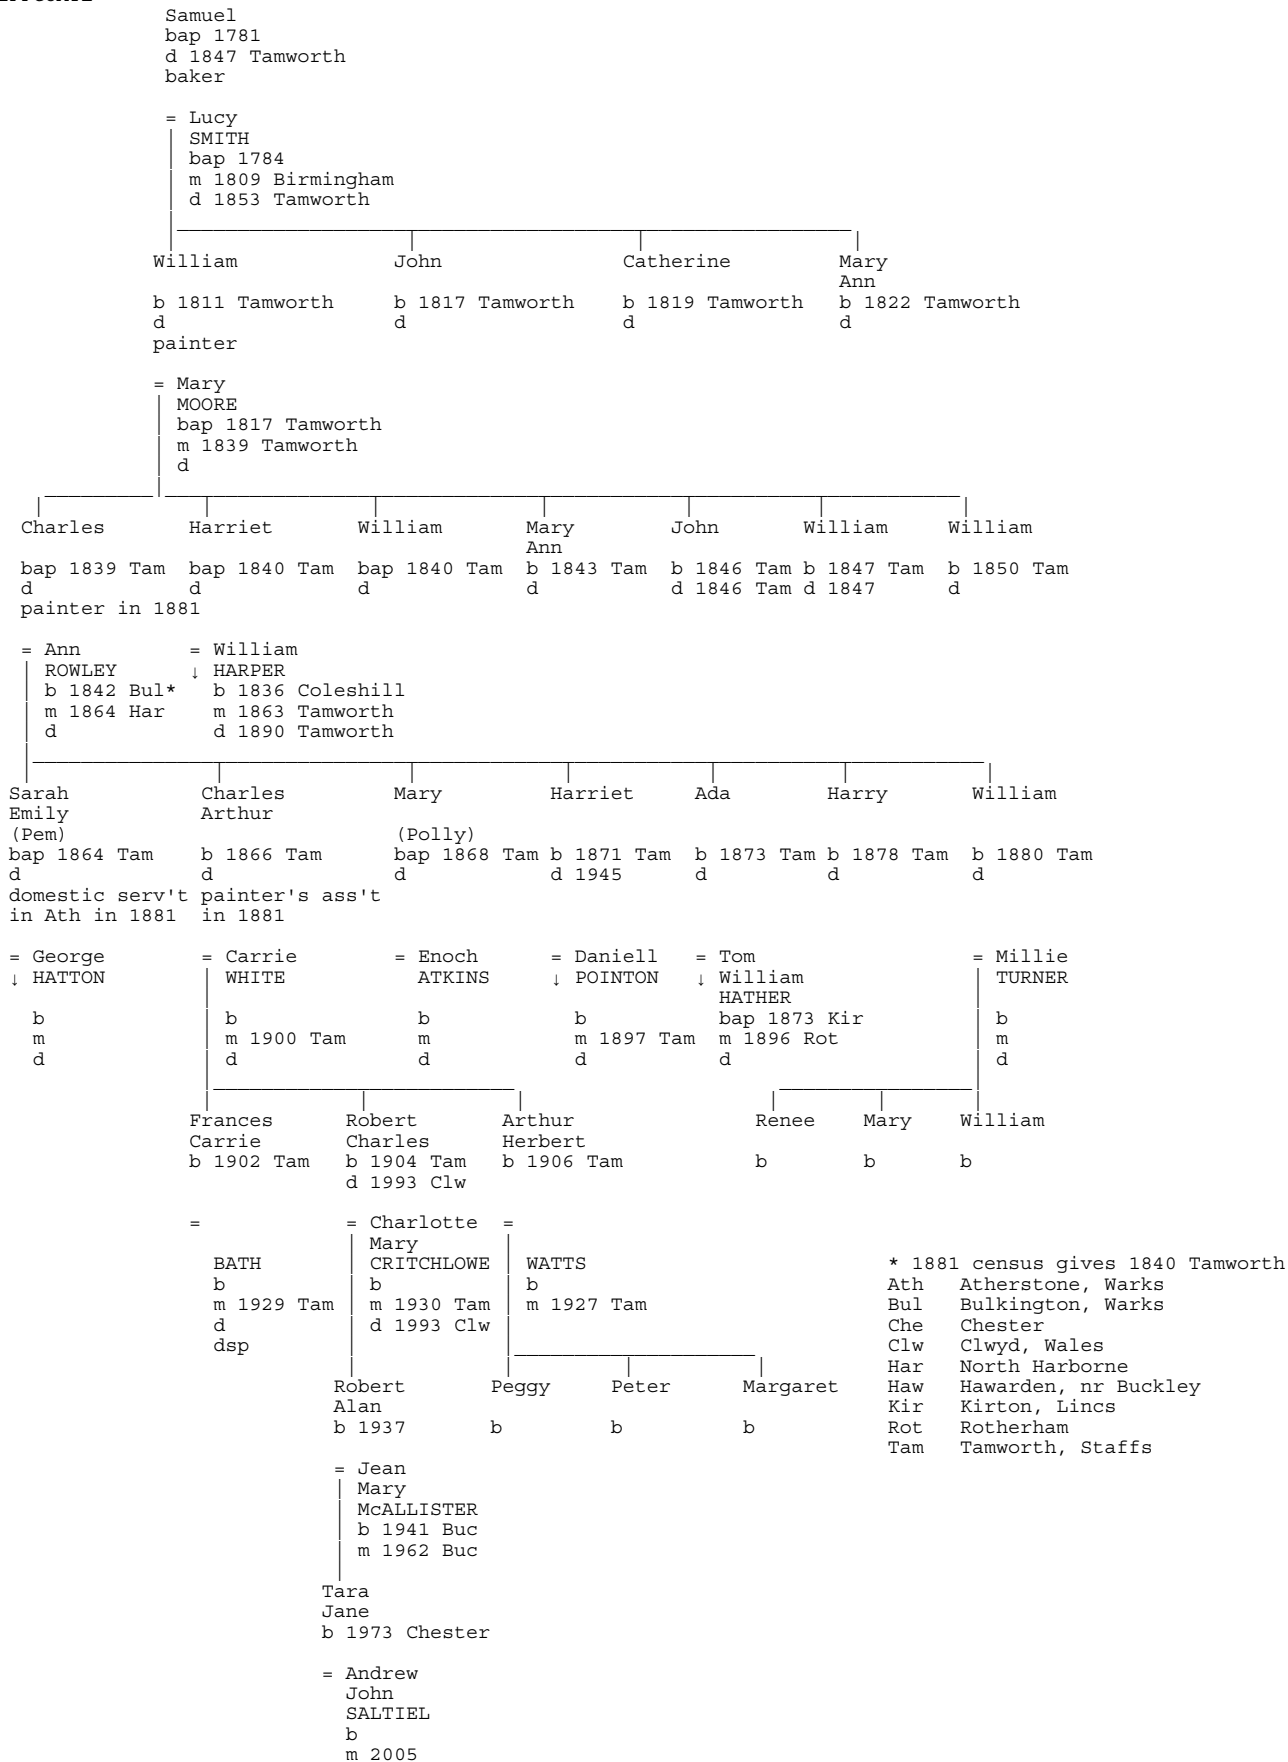 Samuel
bap 1781
d 1847 Tamworth
baker
= Lucy
SMITH
bap 1784
m 1809 Birmingham
d 1853 Tamworth
William John Catherine Mary
Ann
b 1811 Tamworth b 1817 Tamworth b 1819 Tamworth b 1822 Tamworth
d d d d
painter
= Mary
MOORE
bap 1817 Tamworth
m 1839 Tamworth
d
Charles Harriet William Mary John William William
Ann
bap 1839 Tam bap 1840 Tam bap 1840 Tam b 1843 Tam b 1846 Tam b 1847 Tam b 1850 Tam
d d d d d 1846 Tam d 1847 d
painter in 1881
= Ann = William
ROWLEY ↓ HARPER
b 1842 Bul* b 1836 Coleshill
m 1864 Har m 1863 Tamworth
d d 1890 Tamworth
Sarah Charles Mary Harriet Ada Harry William
Emily Arthur
(Pem) (Polly)
bap 1864 Tam b 1866 Tam bap 1868 Tam b 1871 Tam b 1873 Tam b 1878 Tam b 1880 Tam
d d d d 1945 d d d
domestic serv't painter's ass't
in Ath in 1881 in 1881
= George = Carrie = Enoch = Daniell = Tom = Millie
↓ HATTON WHITE ATKINS ↓ POINTON ↓ William TURNER
HATHER
b b b b bap 1873 Kir b
m m 1900 Tam m m 1897 Tam m 1896 Rot m
d d d d d d
Frances Robert Arthur Renee Mary William
Carrie Charles Herbert
b 1902 Tam b 1904 Tam b 1906 Tam b b b
d 1993 Clw
= = Charlotte =
Mary
BATH CRITCHLOWE WATTS * 1881 census gives 1840 Tamworth
b b b Ath Atherstone, Warks
m 1929 Tam m 1930 Tam m 1927 Tam Bul Bulkington, Warks
d d 1993 Clw Che Chester
dsp Clw Clwyd, Wales
Har North Harborne
Robert Peggy Peter Margaret Haw Hawarden, nr Buckley
Alan Kir Kirton, Lincs
b 1937 b b b Rot Rotherham
Tam Tamworth, Staffs
= Jean
Mary
McALLISTER
b 1941 Buc
m 1962 Buc
Tara
Jane
b 1973 Chester
= Andrew
John
SALTIEL
b
m 2005